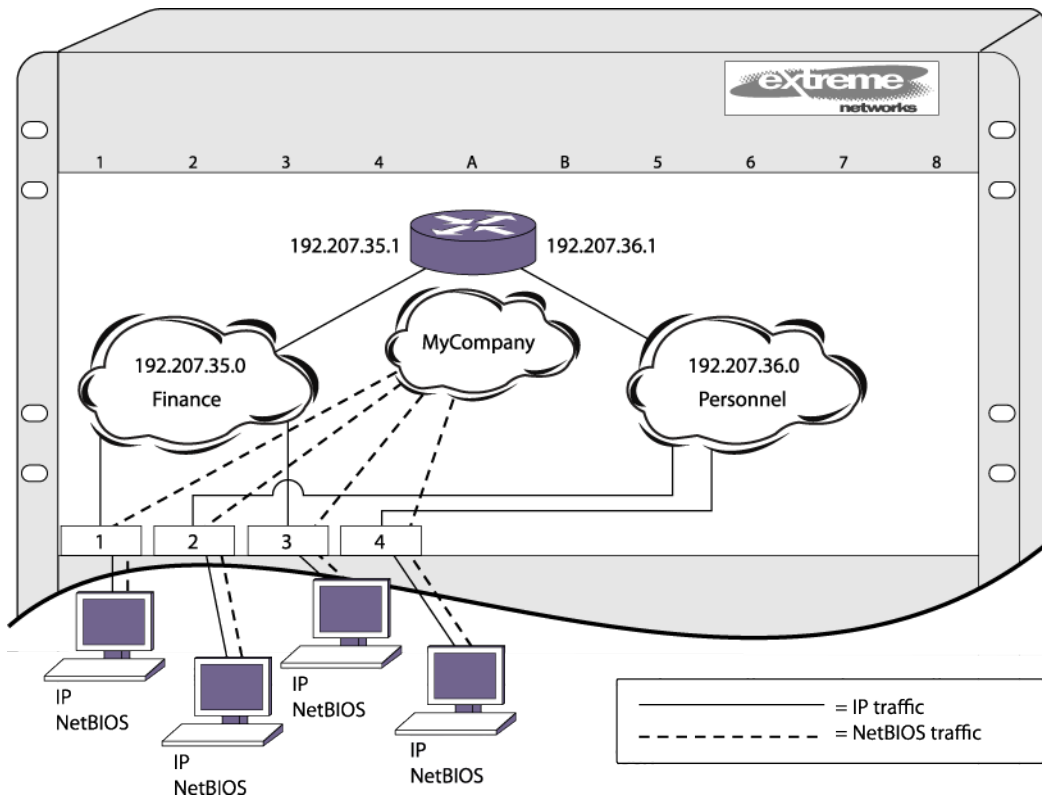 extreme
networks
1 2 3 4 A B 5 6 7 8
192.207.35.1
192.207.36.1
MyCompany
192.207.35.0
Finance
192.207.36.0
Personnel
1 2 3 4
IP
NetBIOS
IP
NetBIOS
IP
NetBIOS
IP
NetBIOS
= IP traffic
= NetBIOS traffic